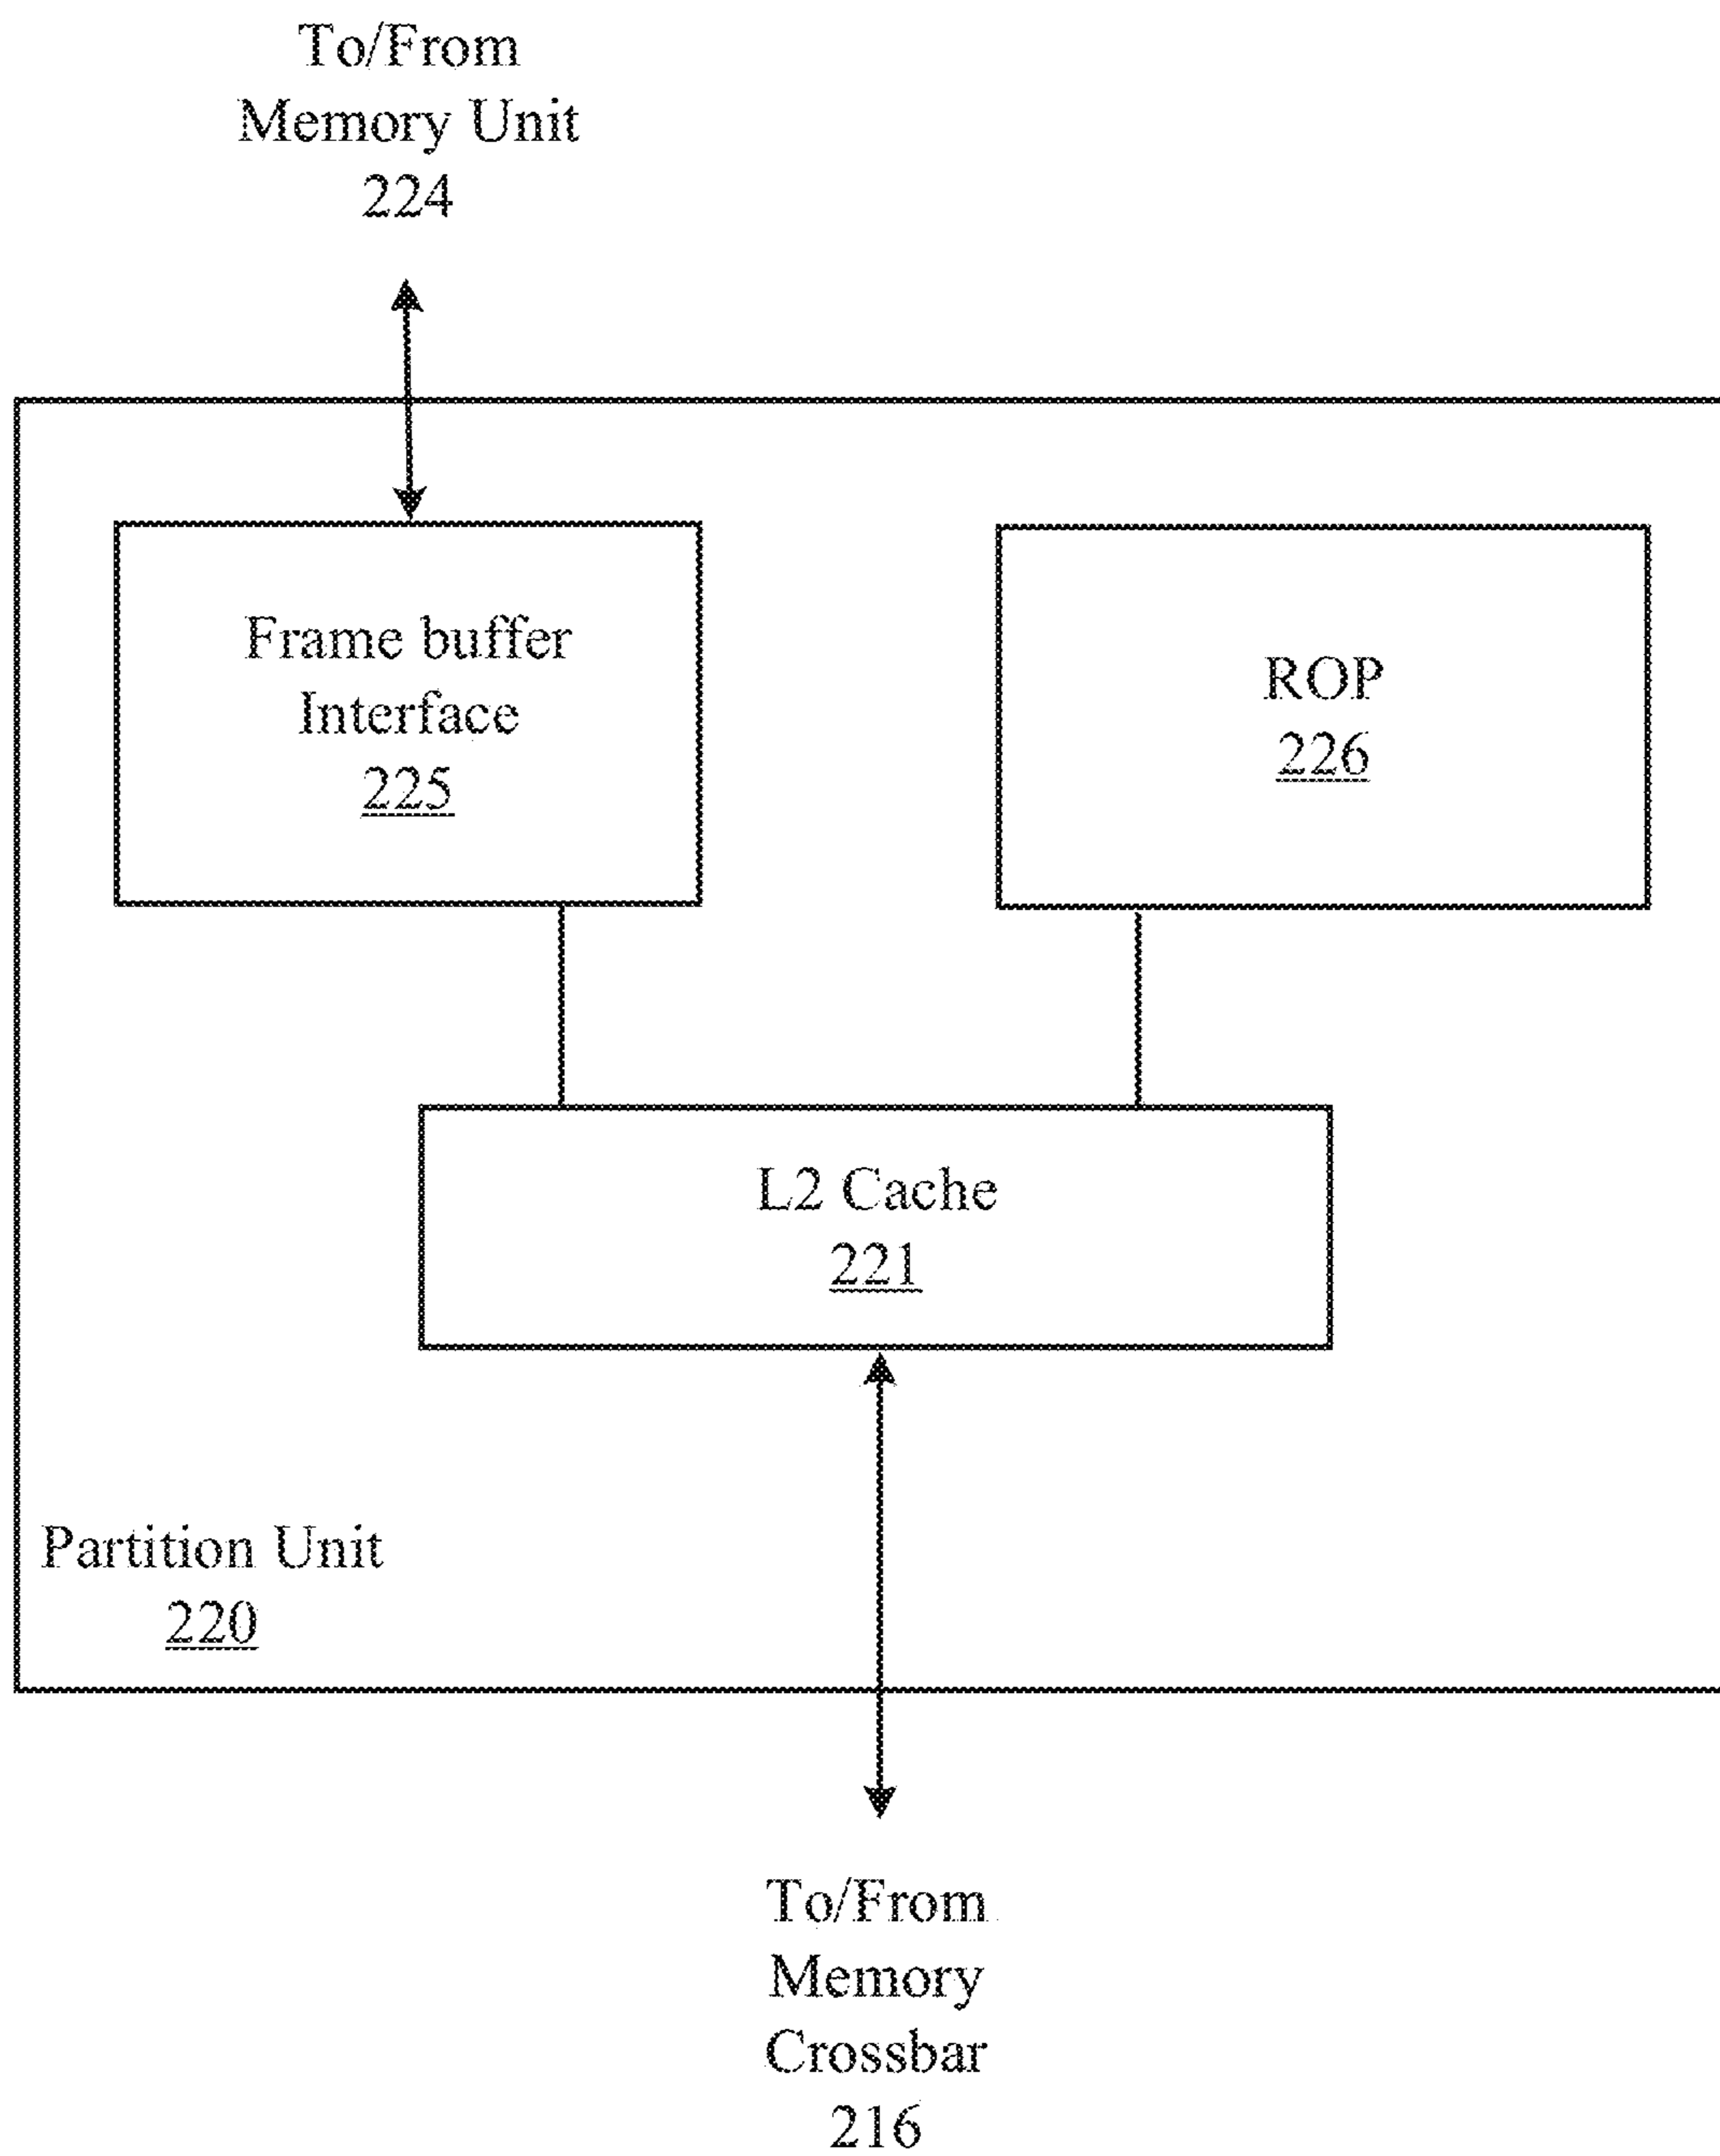 To/From
Memory Unit
224
Frame buffer
Interface
225
ROP
226
L2 Cache
221
Partition Unit
220
To/From
Memory
Crossbar
216